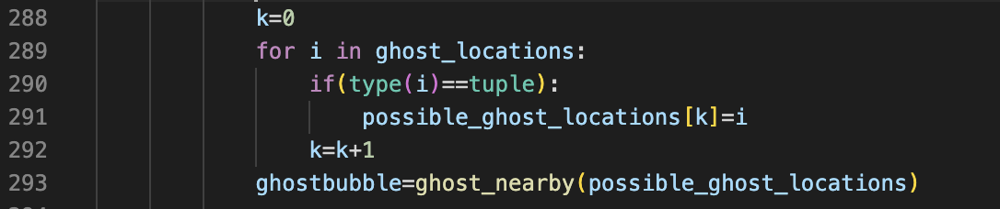 288 k=0
289 for i in ghost_locations:
290 if(type(i)==tuple):
291 possible_ghost_locations[k]=i
292 k=k+1
293 ghostbubble=ghost_nearby(possible_ghost_locations)